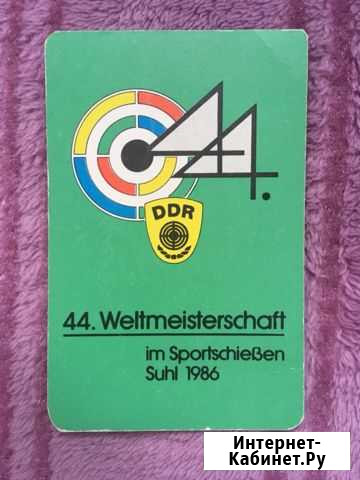 44.
DDR
44. Weltmeisterschaft
im Sportschießen
Suhl 1986
Интернет-
Кабинет.Ру